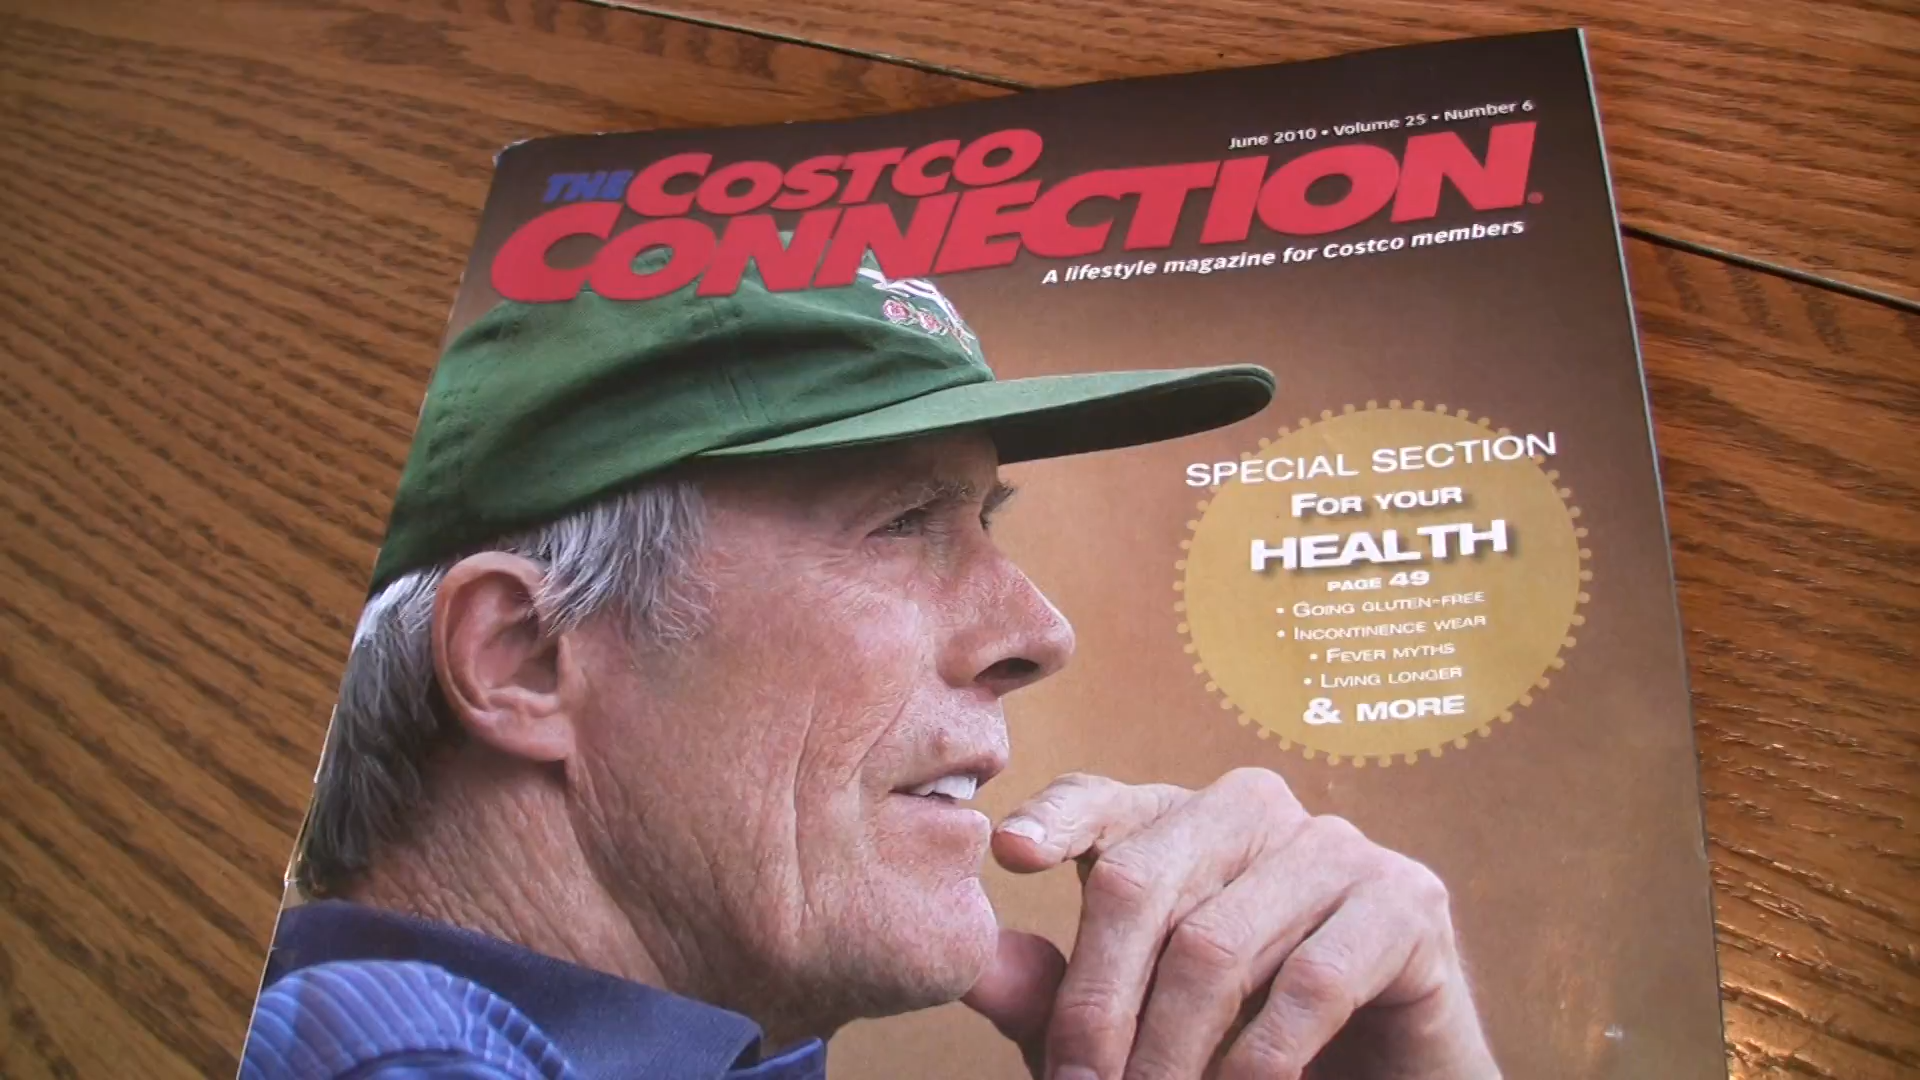 June 2010 • Volume 25 • Number 6
THE COSTCO
CONNECTION
A lifestyle magazine for Costco members
SPECIAL SECTION
FOR YOUR
HEALTH
PAGE 49
• GOING GLUTEN-FREE
• INCONTINENCE WEAR
• FEVER MYTHS
• LIVING LONGER
& MORE